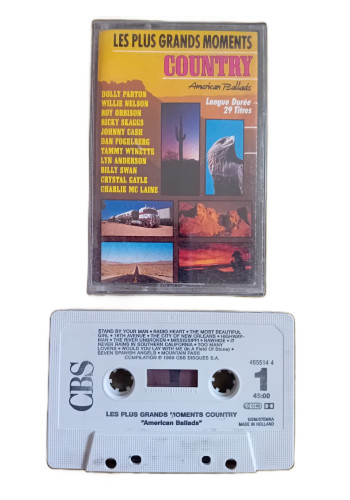 LES PLUS GRANDS MOMENTS
COUNTRY
American Ballads
DOLLY PARTON
WILLIE NELSON
ROY ORBISON
RICKY SKAGGS
JOHNNY CASH
DAN FOGELBERG
TAMMY WYNETTE
LYN ANDERSON
BILLY SWAN
CRYSTAL GAYLE
CHARLIE MC LAINE
Longue Durée
29 Titres
STAND BY YOUR MAN • RADIO HEART • THE MOST BEAUTIFUL
GIRL • 16TH AVENUE • THE CITY OF NEW ORLEANS • HIGHWAY-
MAN • THE RIVER UNBROKEN • MISSISSIPPI • RAWHIDE • IT
NEVER RAINS IN SOUTHERN CALIFORNIA • TOO MANY
LOVERS • WOULD YOU LAY WITH ME (In A Field Of Stone) •
SEVEN SPANISH ANGELS • MOUNTAIN PASS
COMPILATION ℗ 1989 CBS DISQUES S.A.
CBS
465514 4
1
45:00
LES PLUS GRANDS MOMENTS COUNTRY
"American Ballads"
MADE IN HOLLAND